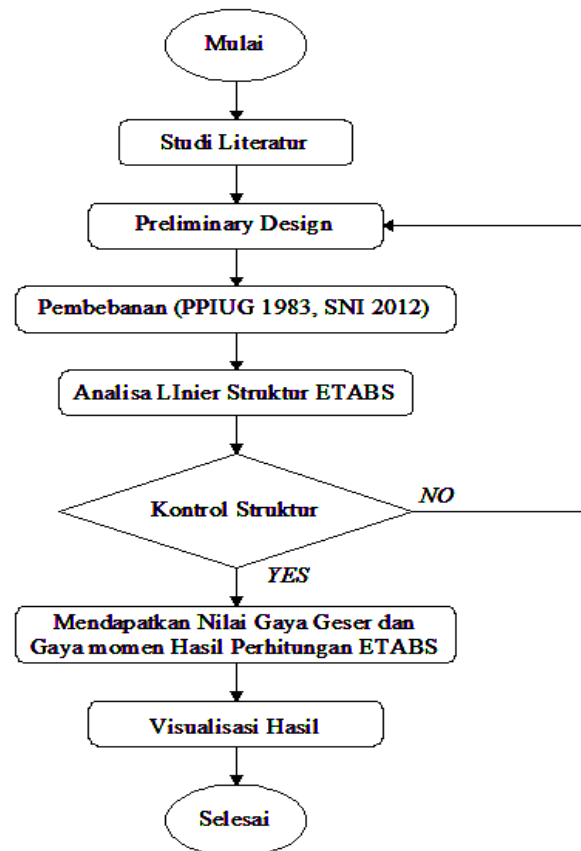 Mulai
Studi Literatur
Preliminary Design
Pembebanan (PPIUG 1983, SNI 2012)
Analisa LInier Struktur ETABS
Kontrol Struktur
NO
YES
Mendapatkan Nilai Gaya Geser dan
Gaya momen Hasil Perhitungan ETABS
Visualisasi Hasil
Selesai